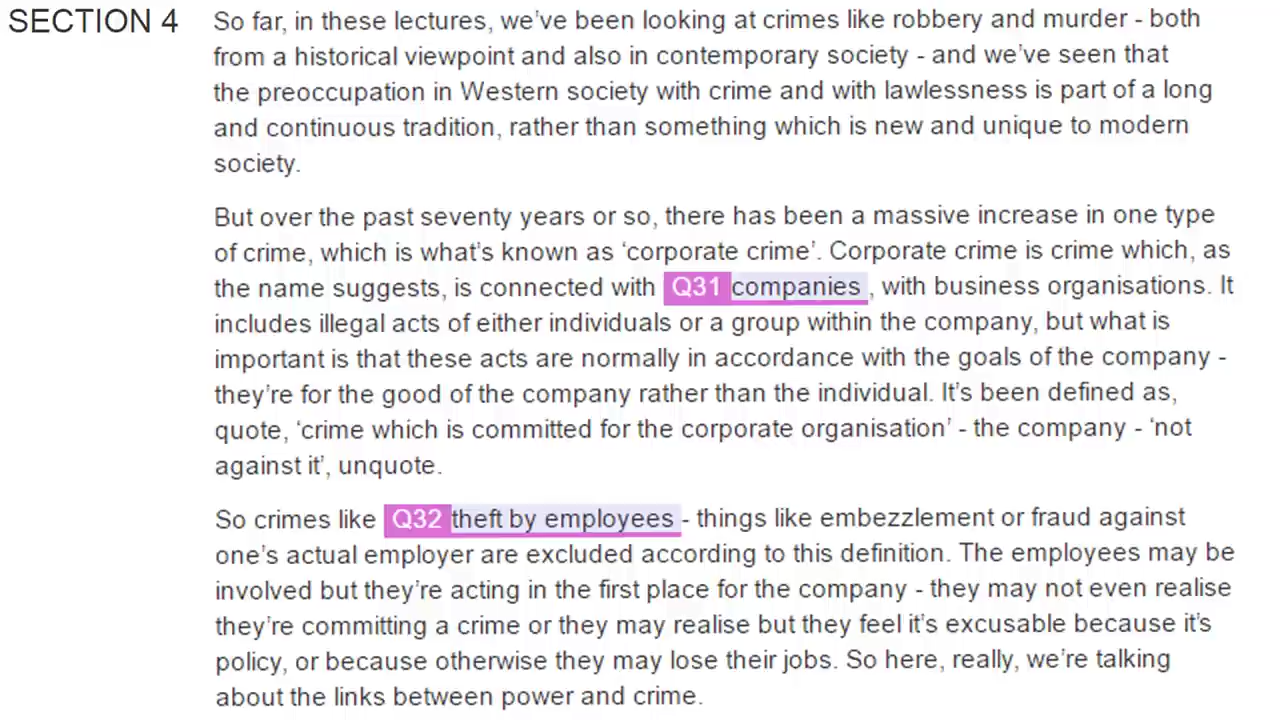 SECTION 4
So far, in these lectures, we've been looking at crimes like robbery and murder - both
from a historical viewpoint and also in contemporary society - and we've seen that
the preoccupation in Western society with crime and with lawlessness is part of a long
and continuous tradition, rather than something which is new and unique to modern
society.
But over the past seventy years or so, there has been a massive increase in one type
of crime, which is what's known as ‘corporate crime’. Corporate crime is crime which, as
the name suggests, is connected with Q31 companies , with business organisations. It
includes illegal acts of either individuals or a group within the company, but what is
important is that these acts are normally in accordance with the goals of the company -
they're for the good of the company rather than the individual. It's been defined as,
quote, ‘crime which is committed for the corporate organisation’ - the company - ‘not
against it’, unquote.
So crimes like Q32 theft by employees - things like embezzlement or fraud against
one's actual employer are excluded according to this definition. The employees may be
involved but they're acting in the first place for the company - they may not even realise
they're committing a crime or they may realise but they feel it's excusable because it's
policy, or because otherwise they may lose their jobs. So here, really, we're talking
about the links between power and crime.